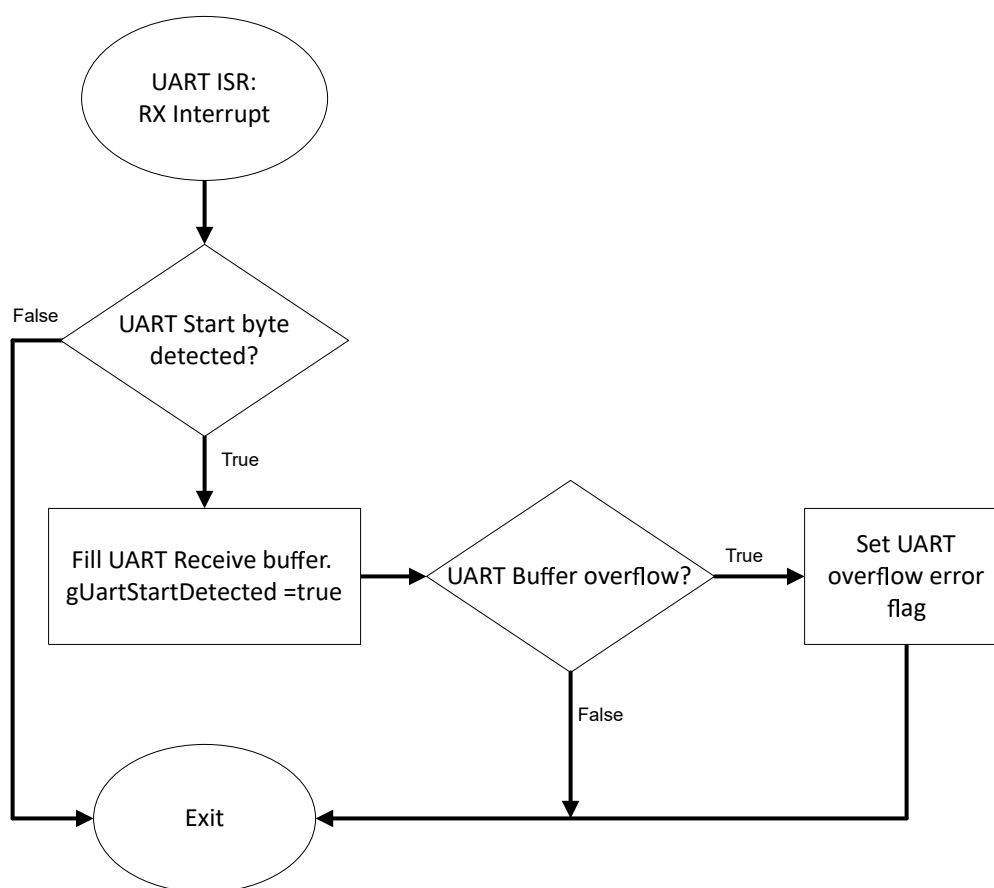 UART ISR:
RX Interrupt
False
UART Start byte
detected?
True
Fill UART Receive buffer.
gUartStartDetected =true
UART Buffer overflow?
True
Set UART
overflow error
flag
False
Exit